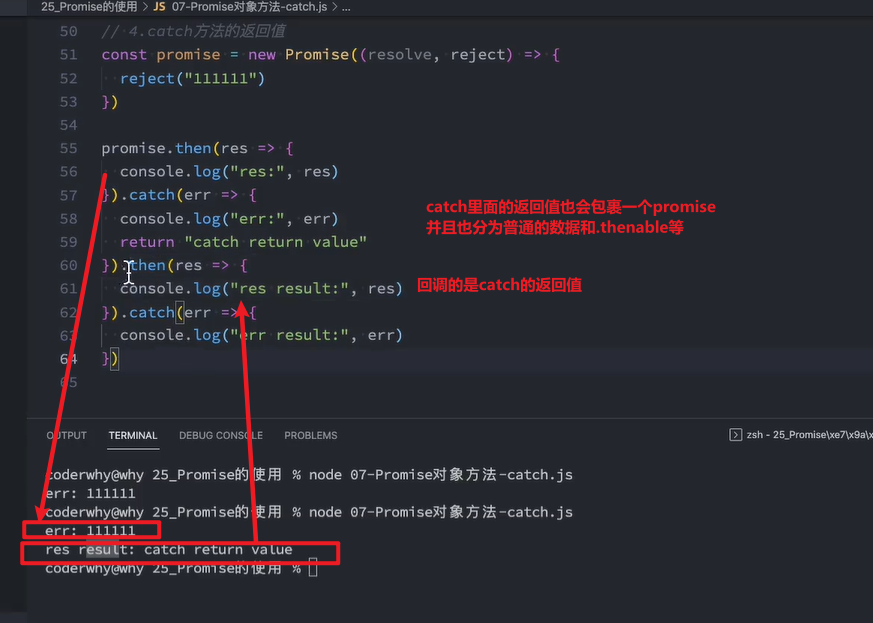 25_Promise的使用 > JS 07-Promise对象方法-catch.js > ...
50 // 4.catch方法的返回值
51 const promise = new Promise((resolve, reject) => {
52 reject("111111")
53 })
54
55 promise.then(res => {
56 console.log("res:", res)
57 }).catch(err => {
catch里面的返回值也会包裹一个promise
58 console.log("err:", err)
并且也分为普通的数据和.thenable等
59 return "catch return value"
60 }).then(res => {
61 console.log("res result:", res)
回调的是catch的返回值
62 }).catch(err => {
63 console.log("err result:", err)
64 })
65
OUTPUT TERMINAL DEBUG CONSOLE PROBLEMS
zsh - 25_Promise\xe7\x9a\x
coderwhy@why 25_Promise的使用 % node 07-Promise对象方法-catch.js
err: 111111
coderwhy@why 25_Promise的使用 % node 07-Promise对象方法-catch.js
err: 111111
res result: catch return value
coderwhy@why 25_Promise的使用 %